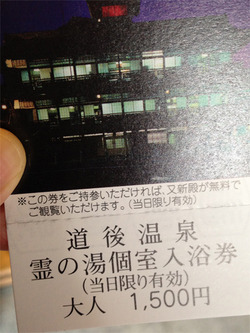 ※この券をご持参いただければ、又新殿が無料で
ご観覧いただけます。(当日限り有効)
道後温泉
霊の湯個室入浴券
(当日限り有効)
大人 1,500円